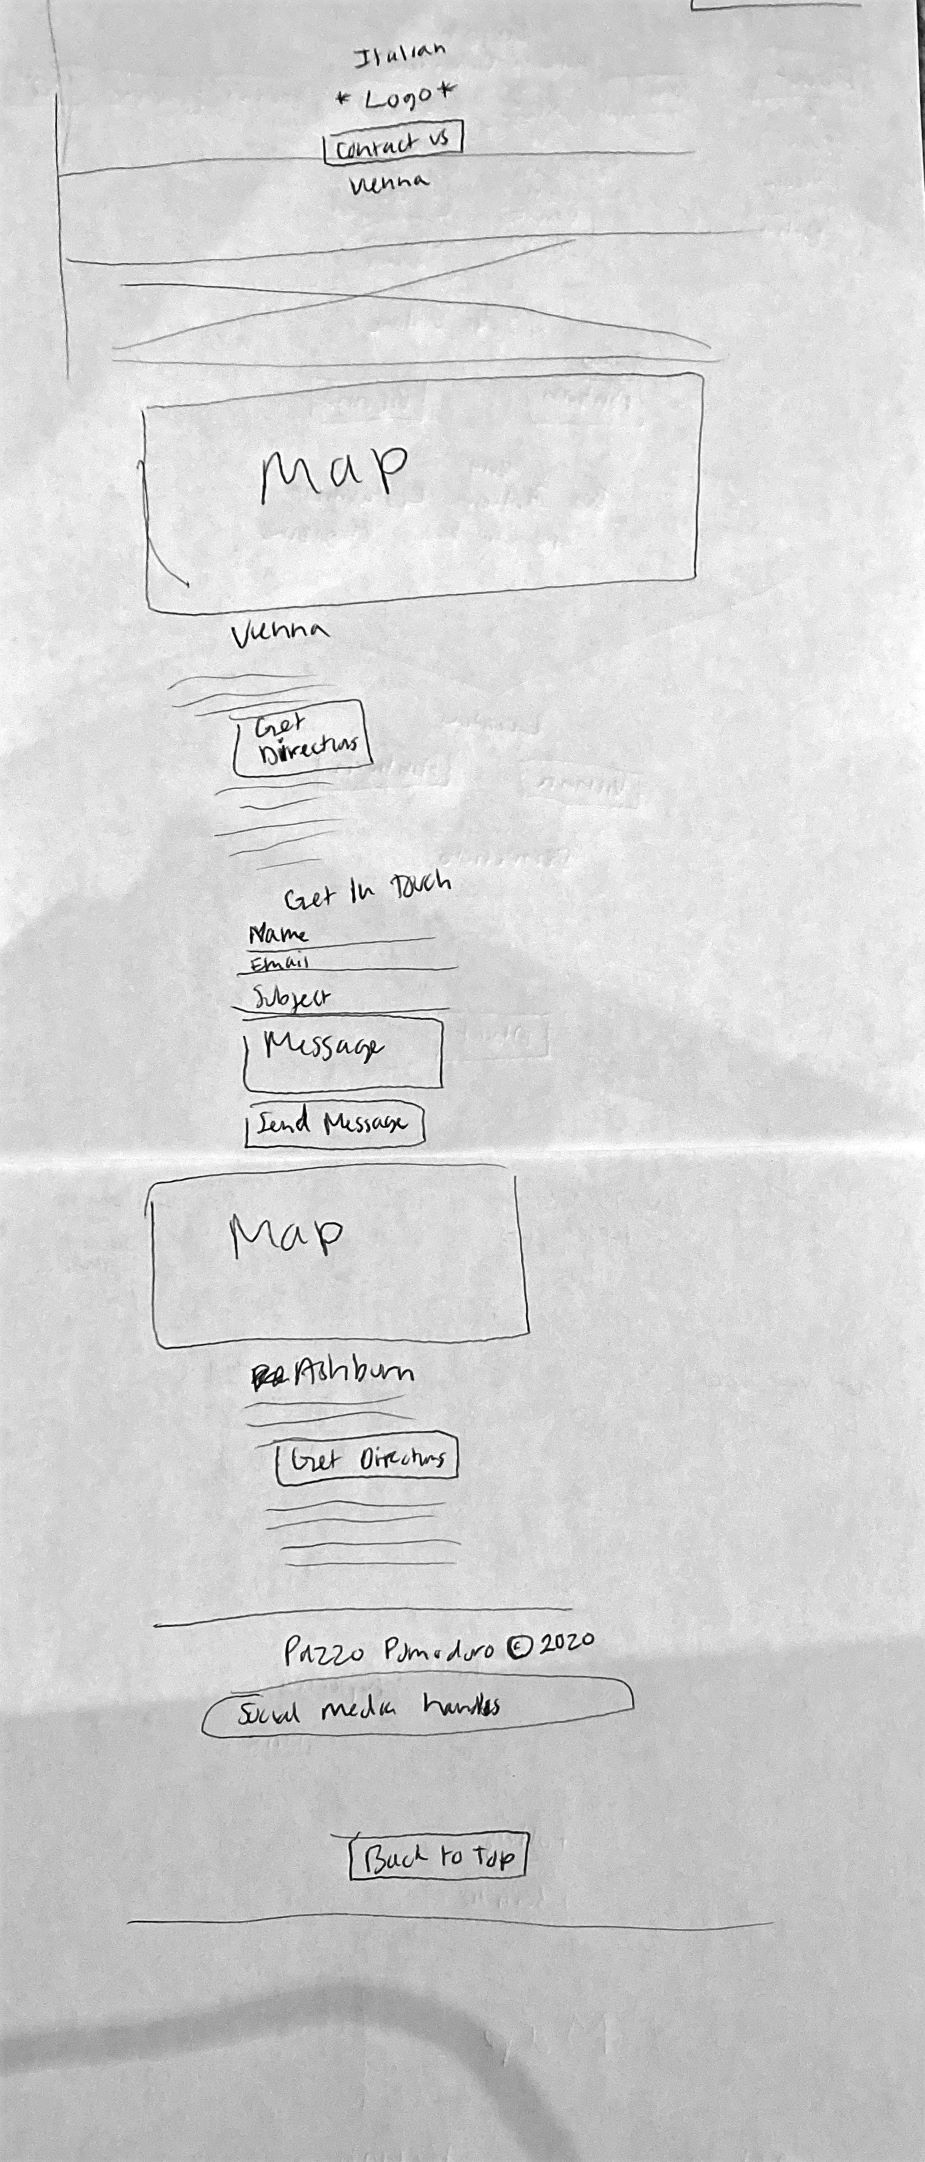 Italian
* Logo *
Contact us
Vienna
Map
Vienna
Get
Directions
Get In Touch
Name
Email
Subject
Message
Send Message
Map
Ashburn
Get Directions
Pazzo Pomodoro © 2020
Social media handles
Back to Top